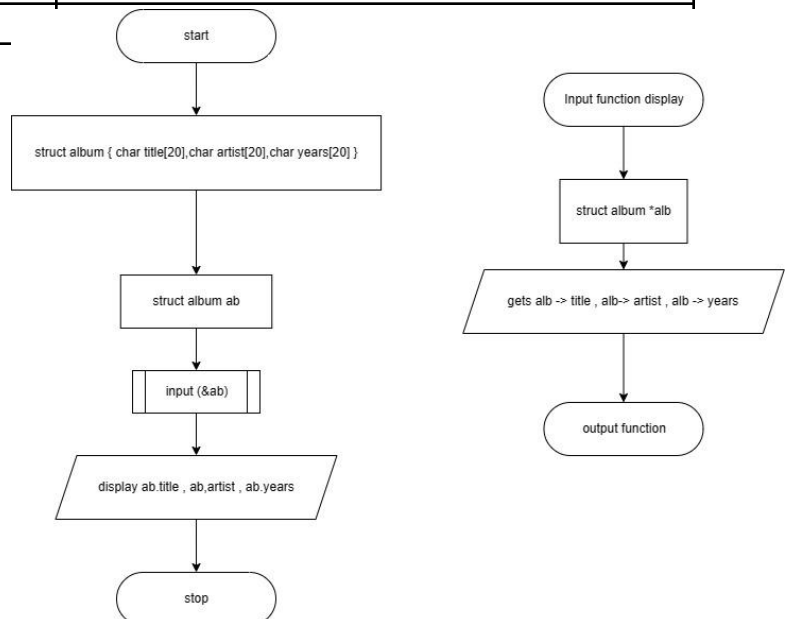 start
struct album { char title[20],char artist[20],char years[20] }
struct album ab
input (&ab)
display ab.title , ab,artist , ab.years
stop
Input function display
struct album *alb
gets alb -> title , alb-> artist , alb -> years
output function